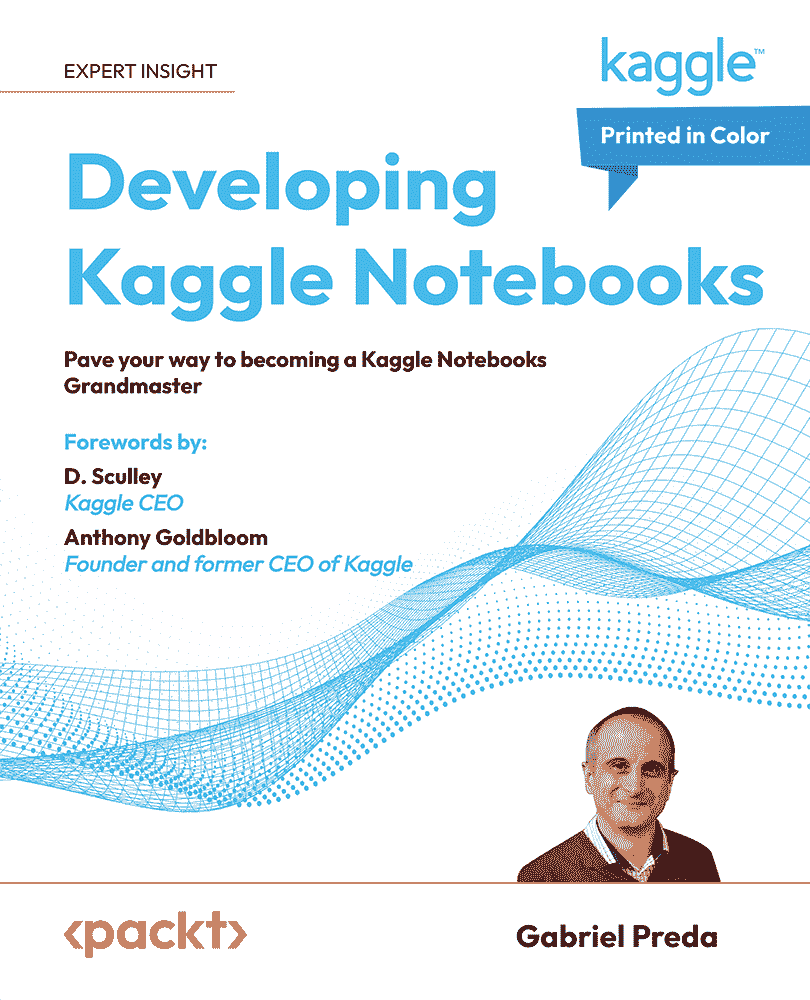 EXPERT INSIGHT
kaggle™
Printed in Color
Developing
Kaggle Notebooks
Pave your way to becoming a Kaggle Notebooks
Grandmaster
Forewords by:
D. Sculley
Kaggle CEO
Anthony Goldbloom
Founder and former CEO of Kaggle
<packt>
Gabriel Preda